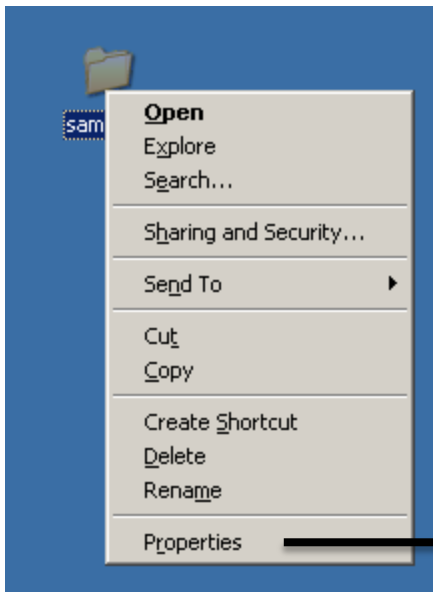 sam
Open
Explore
Search...
Sharing and Security...
Send To
Cut
Copy
Create Shortcut
Delete
Rename
Properties